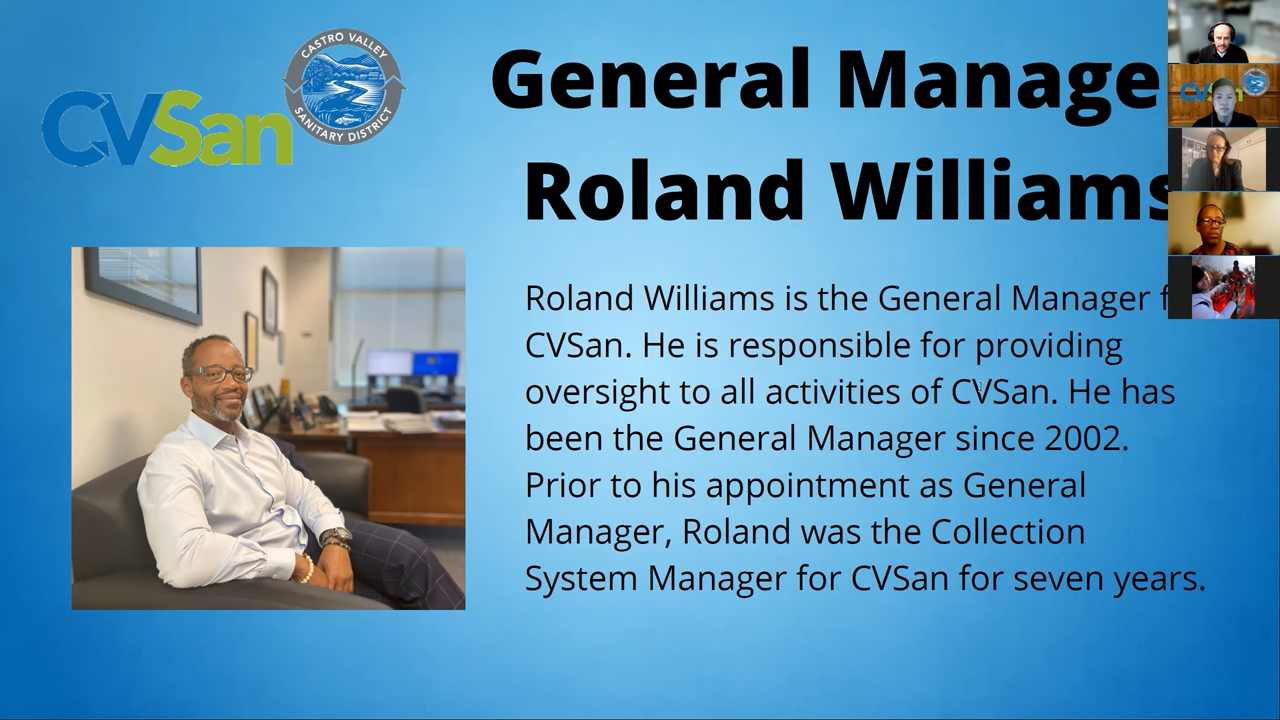 CASTRO VALLEY
SANITARY DISTRICT
CVSan
General Manage
Roland Williams
Roland Williams is the General Manager f
CVSan. He is responsible for providing
oversight to all activities of CVSan. He has
been the General Manager since 2002.
Prior to his appointment as General
Manager, Roland was the Collection
System Manager for CVSan for seven years.